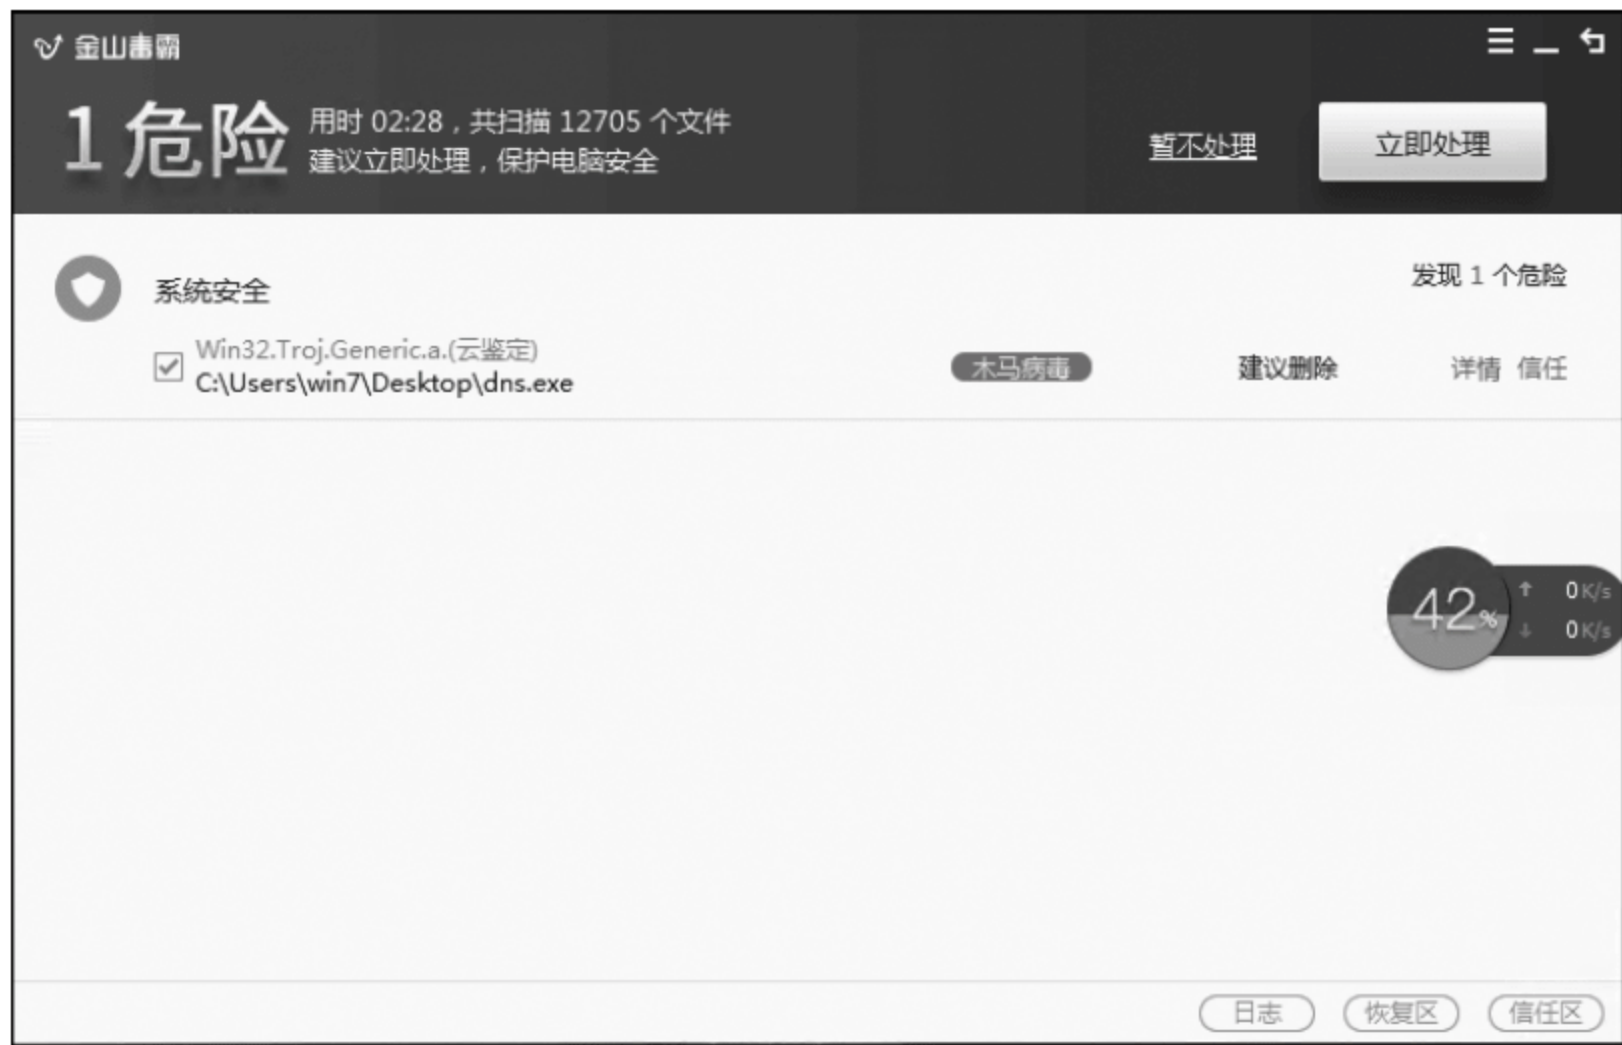 金山毒霸
1 危险
用时 02:28，共扫描 12705 个文件
建议立即处理，保护电脑安全
暂不处理
立即处理
系统安全
发现 1 个危险
Win32.Troj.Generic.a.(云鉴定)
C:\Users\win7\Desktop\dns.exe
木马病毒
建议删除
详情 信任
42%
↑ 0K/s
↓ 0K/s
日志
恢复区
信任区